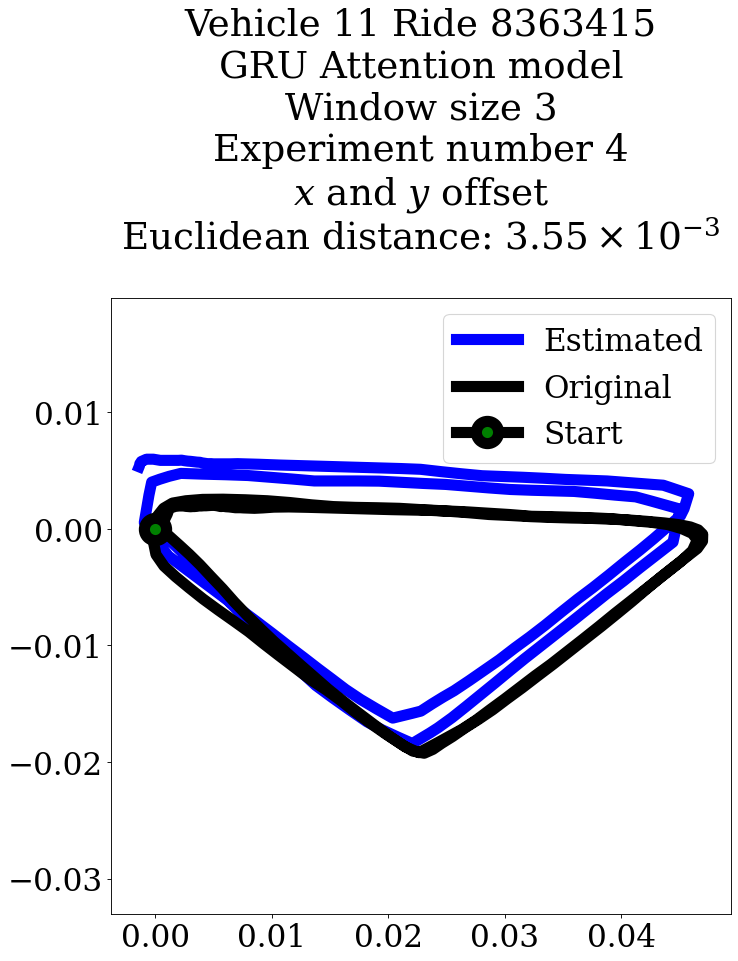 Vehicle 11 Ride 8363415
GRU Attention model
Window size 3
Experiment number 4
x and y offset
Euclidean distance: 3.55 × 10⁻³
Estimated
Original
Start
0.01
0.00
−0.01
−0.02
−0.03
0.00 0.01 0.02 0.03 0.04